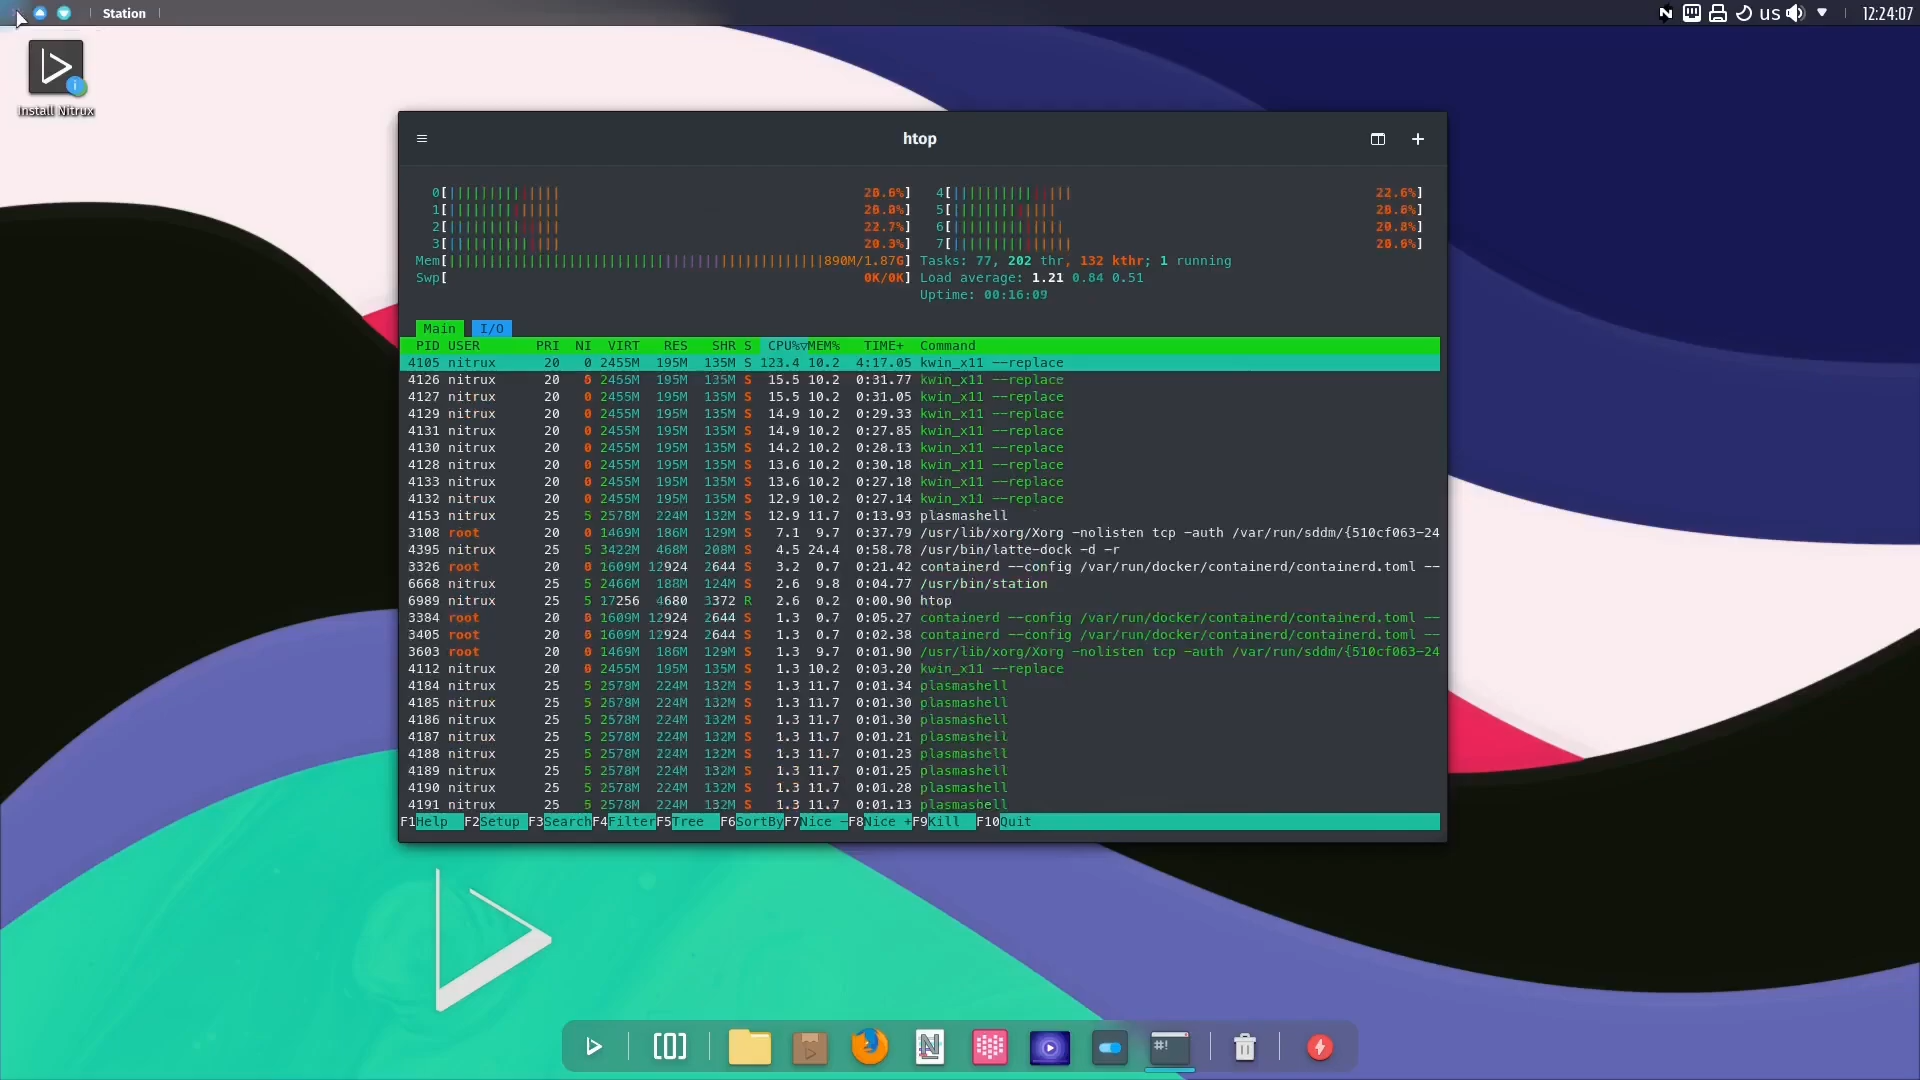 Station
us
12:24:07
Install Nitrux
htop
0[ ] 4[ 22.6%]
1[ ] 5[ ]
2[ 22.7%] 6[ 20.8%]
3[ 20.3%] 7[ 20.6%]
Mem[ 890M/1.87G] Tasks: 77, 202 thr, 132 kthr; 1 running
Swp[ 0K/0K] Load average: 1.21 0.84 0.51
Uptime: 00:16:09
Main I/O
PID USER PRI NI VIRT RES SHR S CPU%▽MEM% TIME+ Command
4105 nitrux 20 0 2455M 195M 135M S 123.4 10.2 4:17.05 kwin_x11 --replace
4126 nitrux 20 0 2455M 195M 135M S 15.5 10.2 0:31.77 kwin_x11 --replace
4127 nitrux 20 0 2455M 195M 135M S 15.5 10.2 0:31.05 kwin_x11 --replace
4129 nitrux 20 0 2455M 195M 135M S 14.9 10.2 0:29.33 kwin_x11 --replace
4131 nitrux 20 0 2455M 195M 135M S 14.9 10.2 0:27.85 kwin_x11 --replace
4130 nitrux 20 0 2455M 195M 135M S 14.2 10.2 0:28.13 kwin_x11 --replace
4128 nitrux 20 0 2455M 195M 135M S 13.6 10.2 0:30.18 kwin_x11 --replace
4133 nitrux 20 0 2455M 195M 135M S 13.6 10.2 0:27.18 kwin_x11 --replace
4132 nitrux 20 0 2455M 195M 135M S 12.9 10.2 0:27.14 kwin_x11 --replace
4153 nitrux 25 5 2578M 224M 132M S 12.9 11.7 0:13.93 plasmashell
3108 root 20 0 1469M 186M 129M S 7.1 9.7 0:37.79 /usr/lib/xorg/Xorg -nolisten tcp -auth /var/run/sddm/{510cf063-24
4395 nitrux 25 5 3422M 468M 208M S 4.5 24.4 0:58.78 /usr/bin/latte-dock -d -r
3326 root 20 0 1609M 12924 2644 S 3.2 0.7 0:21.42 containerd --config /var/run/docker/containerd/containerd.toml --
6668 nitrux 25 5 2466M 188M 124M S 2.6 9.8 0:04.77 /usr/bin/station
6989 nitrux 25 5 17256 4680 3372 R 2.6 0.2 0:00.90 htop
3384 root 20 0 1609M 12924 2644 S 1.3 0.7 0:05.27 containerd --config /var/run/docker/containerd/containerd.toml --
3405 root 20 0 1609M 12924 2644 S 1.3 0.7 0:02.38 containerd --config /var/run/docker/containerd/containerd.toml --
3603 root 20 0 1469M 186M 129M S 1.3 9.7 0:01.90 /usr/lib/xorg/Xorg -nolisten tcp -auth /var/run/sddm/{510cf063-24
4112 nitrux 20 0 2455M 195M 135M S 1.3 10.2 0:03.20 kwin_x11 --replace
4184 nitrux 25 5 2578M 224M 132M S 1.3 11.7 0:01.34 plasmashell
4185 nitrux 25 5 2578M 224M 132M S 1.3 11.7 0:01.30 plasmashell
4186 nitrux 25 5 2578M 224M 132M S 1.3 11.7 0:01.30 plasmashell
4187 nitrux 25 5 2578M 224M 132M S 1.3 11.7 0:01.21 plasmashell
4188 nitrux 25 5 2578M 224M 132M S 1.3 11.7 0:01.23 plasmashell
4189 nitrux 25 5 2578M 224M 132M S 1.3 11.7 0:01.25 plasmashell
4190 nitrux 25 5 2578M 224M 132M S 1.3 11.7 0:01.28 plasmashell
4191 nitrux 25 5 2578M 224M 132M S 1.3 11.7 0:01.13 plasmashell
F1Help F2Setup F3SearchF4FilterF5Tree F6SortByF7Nice -F8Nice +F9Kill F10Quit
#!